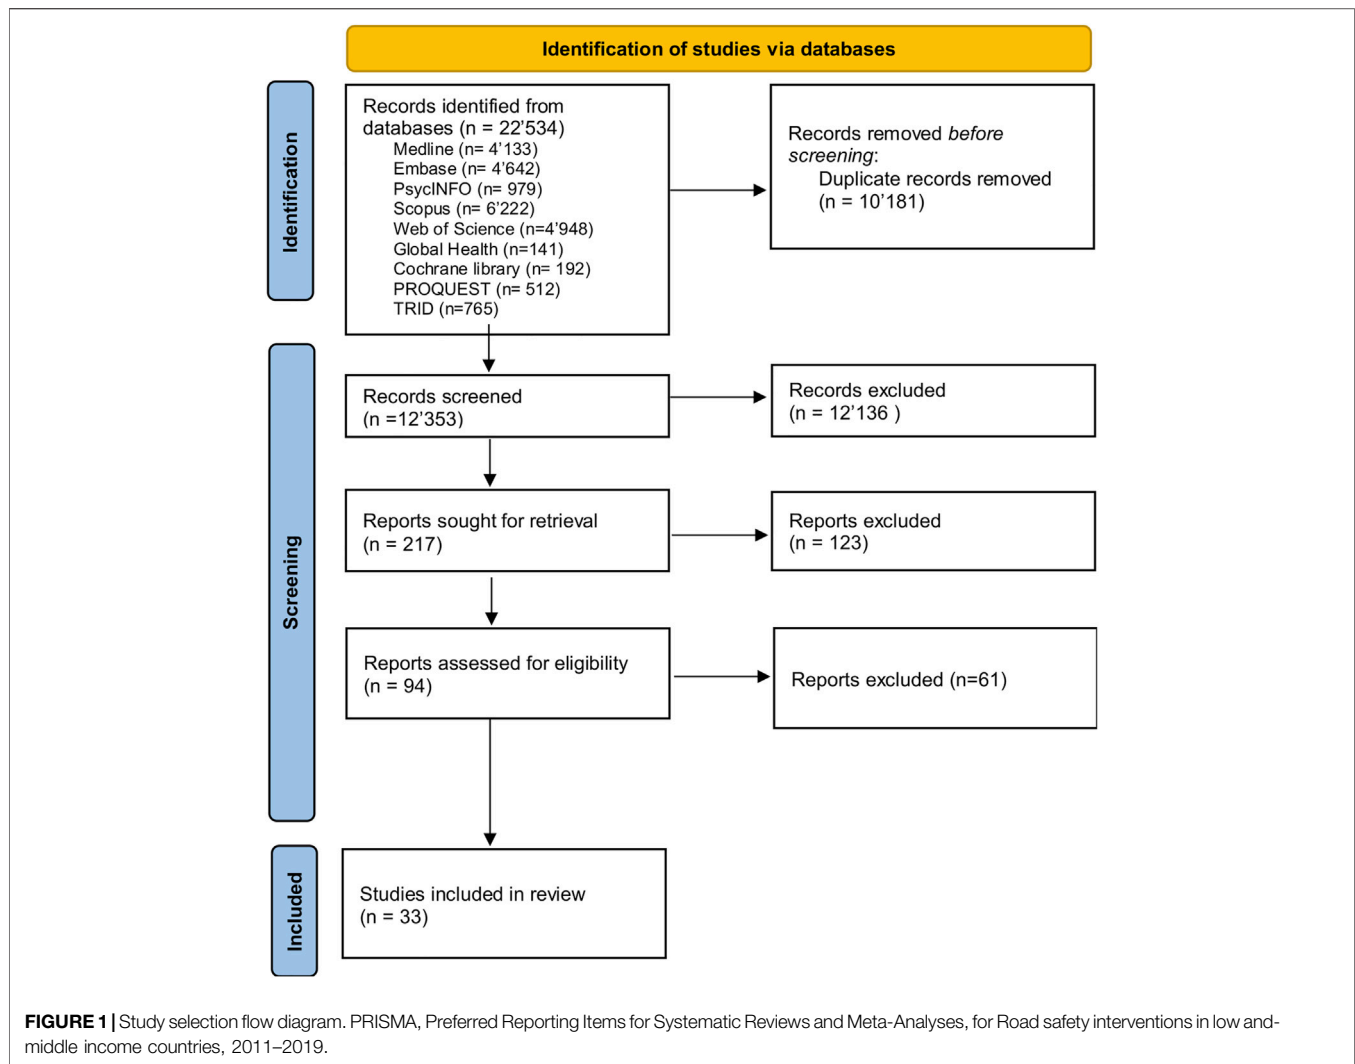 Identification of studies via databases
Identification
Records identified from
databases (n = 22'534)
Medline (n= 4'133)
Embase (n= 4'642)
PsycINFO (n= 979)
Scopus (n= 6'222)
Web of Science (n=4'948)
Global Health (n=141)
Cochrane library (n= 192)
PROQUEST (n= 512)
TRID (n=765)
Records removed before
screening:
Duplicate records removed
(n = 10'181)
Screening
Records screened
(n =12'353)
Records excluded
(n = 12'136 )
Reports sought for retrieval
(n = 217)
Reports excluded
(n = 123)
Reports assessed for eligibility
(n = 94)
Reports excluded (n=61)
Included
Studies included in review
(n = 33)
FIGURE 1 | Study selection flow diagram. PRISMA, Preferred Reporting Items for Systematic Reviews and Meta-Analyses, for Road safety interventions in low and-
middle income countries, 2011–2019.